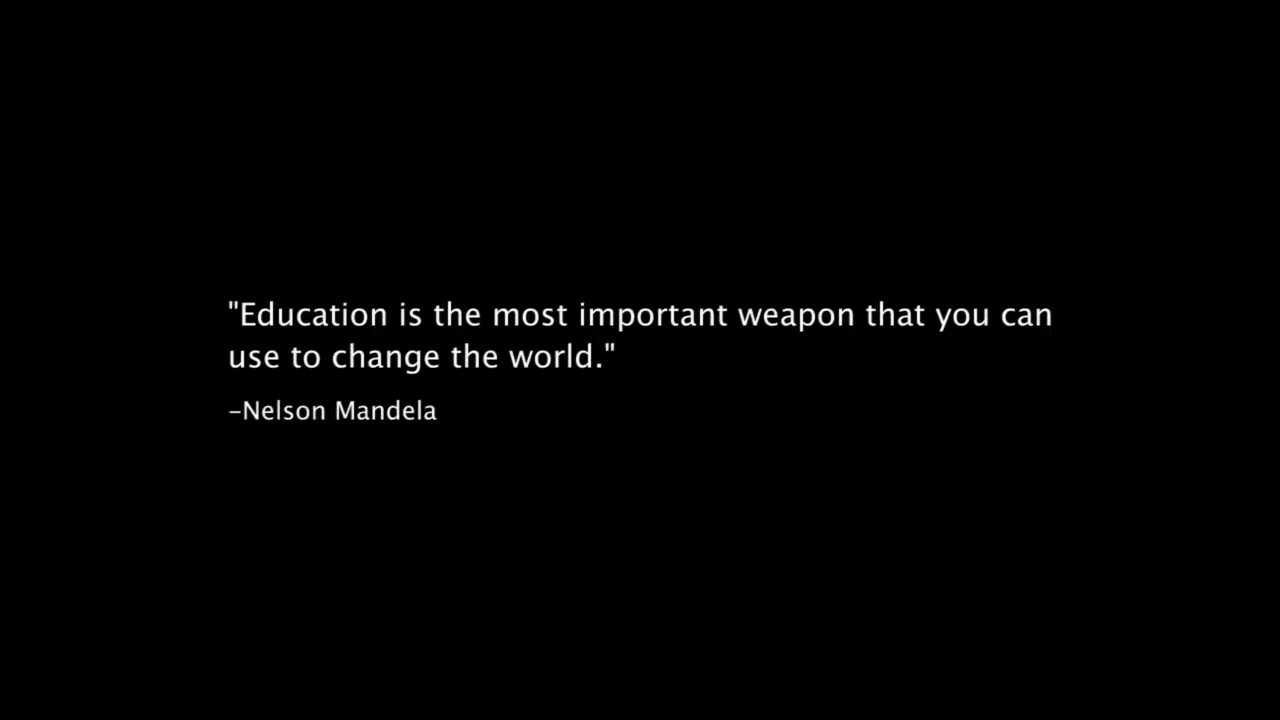 "Education is the most important weapon that you can
use to change the world."
–Nelson Mandela